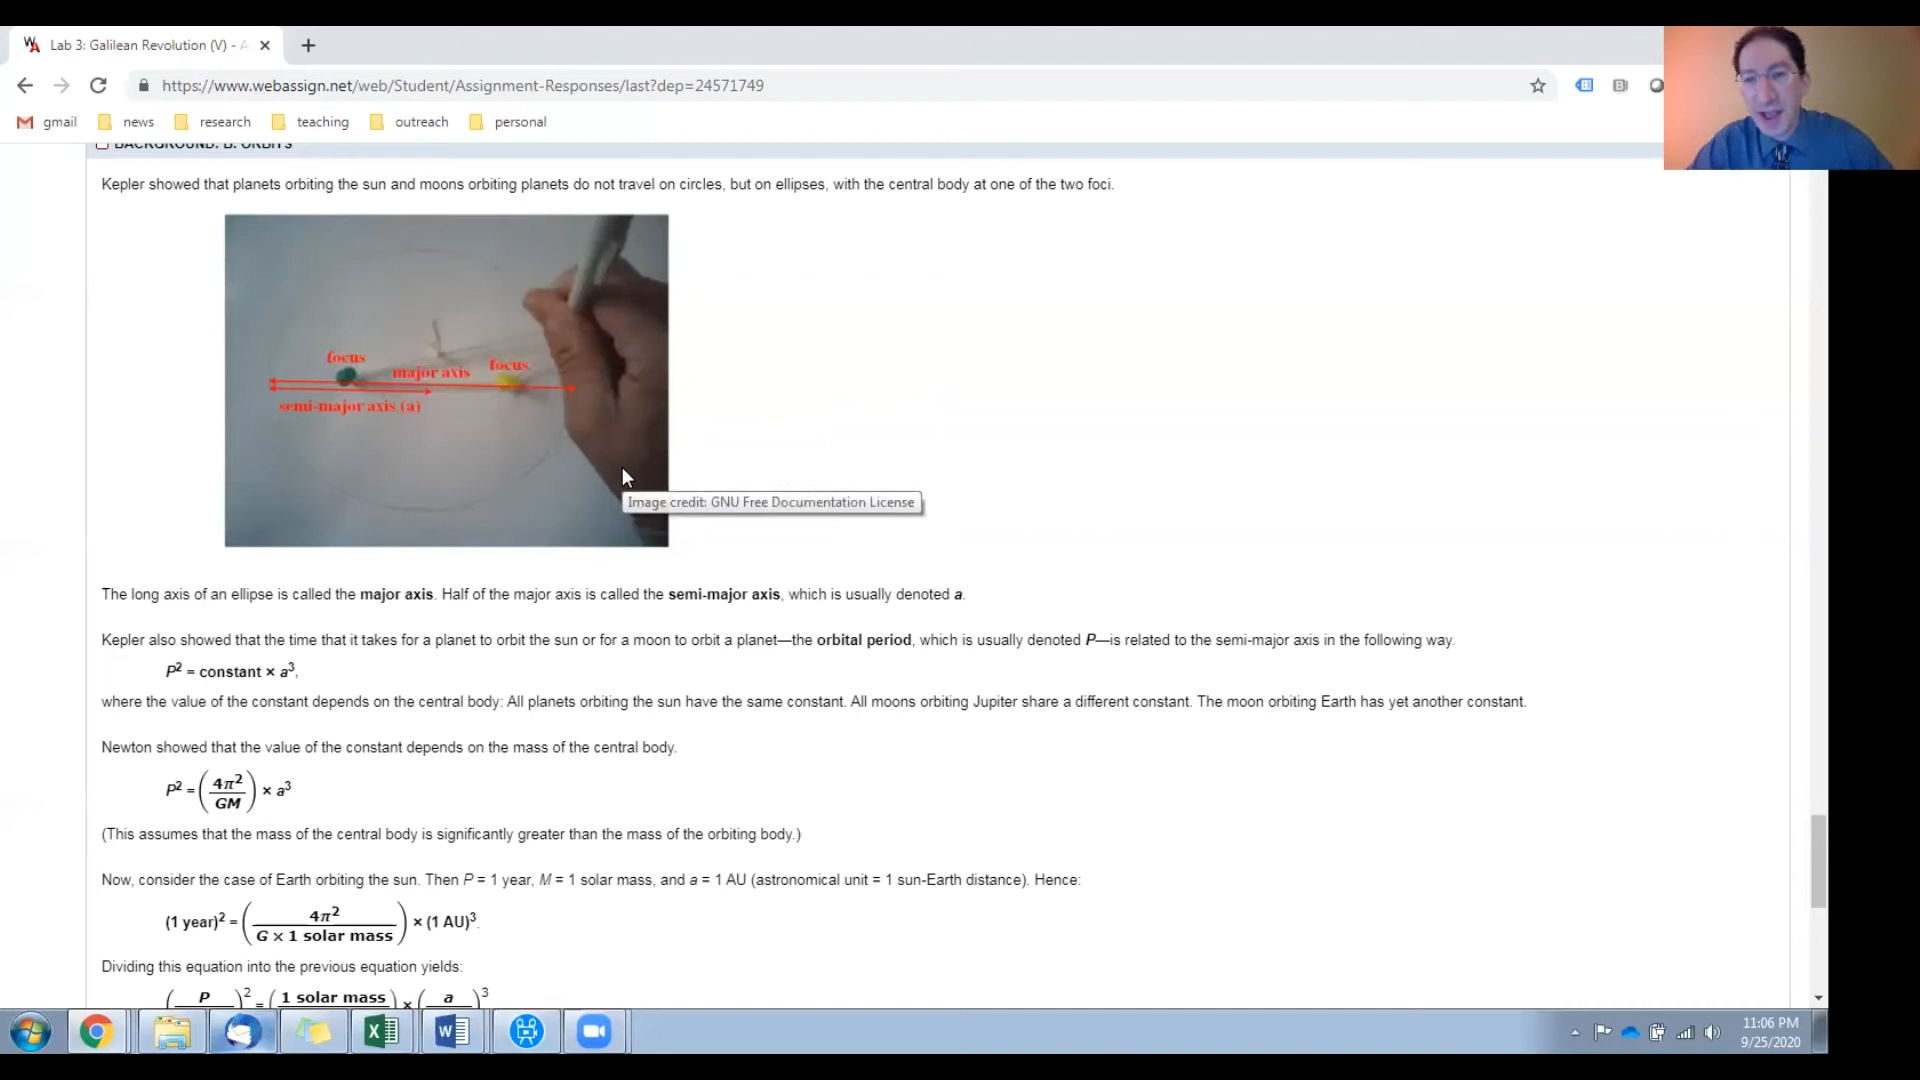 Lab 3: Galilean Revolution (V) - A
https://www.webassign.net/web/Student/Assignment-Responses/last?dep=24571749
gmail news research teaching outreach personal
BACKGROUND: B. ORBITS
Kepler showed that planets orbiting the sun and moons orbiting planets do not travel on circles, but on ellipses, with the central body at one of the two foci.
focus
focus
major axis
semi-major axis (a)
Image credit: GNU Free Documentation License
The long axis of an ellipse is called the major axis. Half of the major axis is called the semi-major axis, which is usually denoted a.
Kepler also showed that the time that it takes for a planet to orbit the sun or for a moon to orbit a planet—the orbital period, which is usually denoted P—is related to the semi-major axis in the following way.
P² = constant × a³,
where the value of the constant depends on the central body: All planets orbiting the sun have the same constant. All moons orbiting Jupiter share a different constant. The moon orbiting Earth has yet another constant.
Newton showed that the value of the constant depends on the mass of the central body.
P² = (4π² / GM) × a³
(This assumes that the mass of the central body is significantly greater than the mass of the orbiting body.)
Now, consider the case of Earth orbiting the sun. Then P = 1 year, M = 1 solar mass, and a = 1 AU (astronomical unit = 1 sun-Earth distance). Hence:
(1 year)² = (4π² / G × 1 solar mass) × (1 AU)³.
Dividing this equation into the previous equation yields:
(P)² = (1 solar mass) × (a)³
11:06 PM
9/25/2020